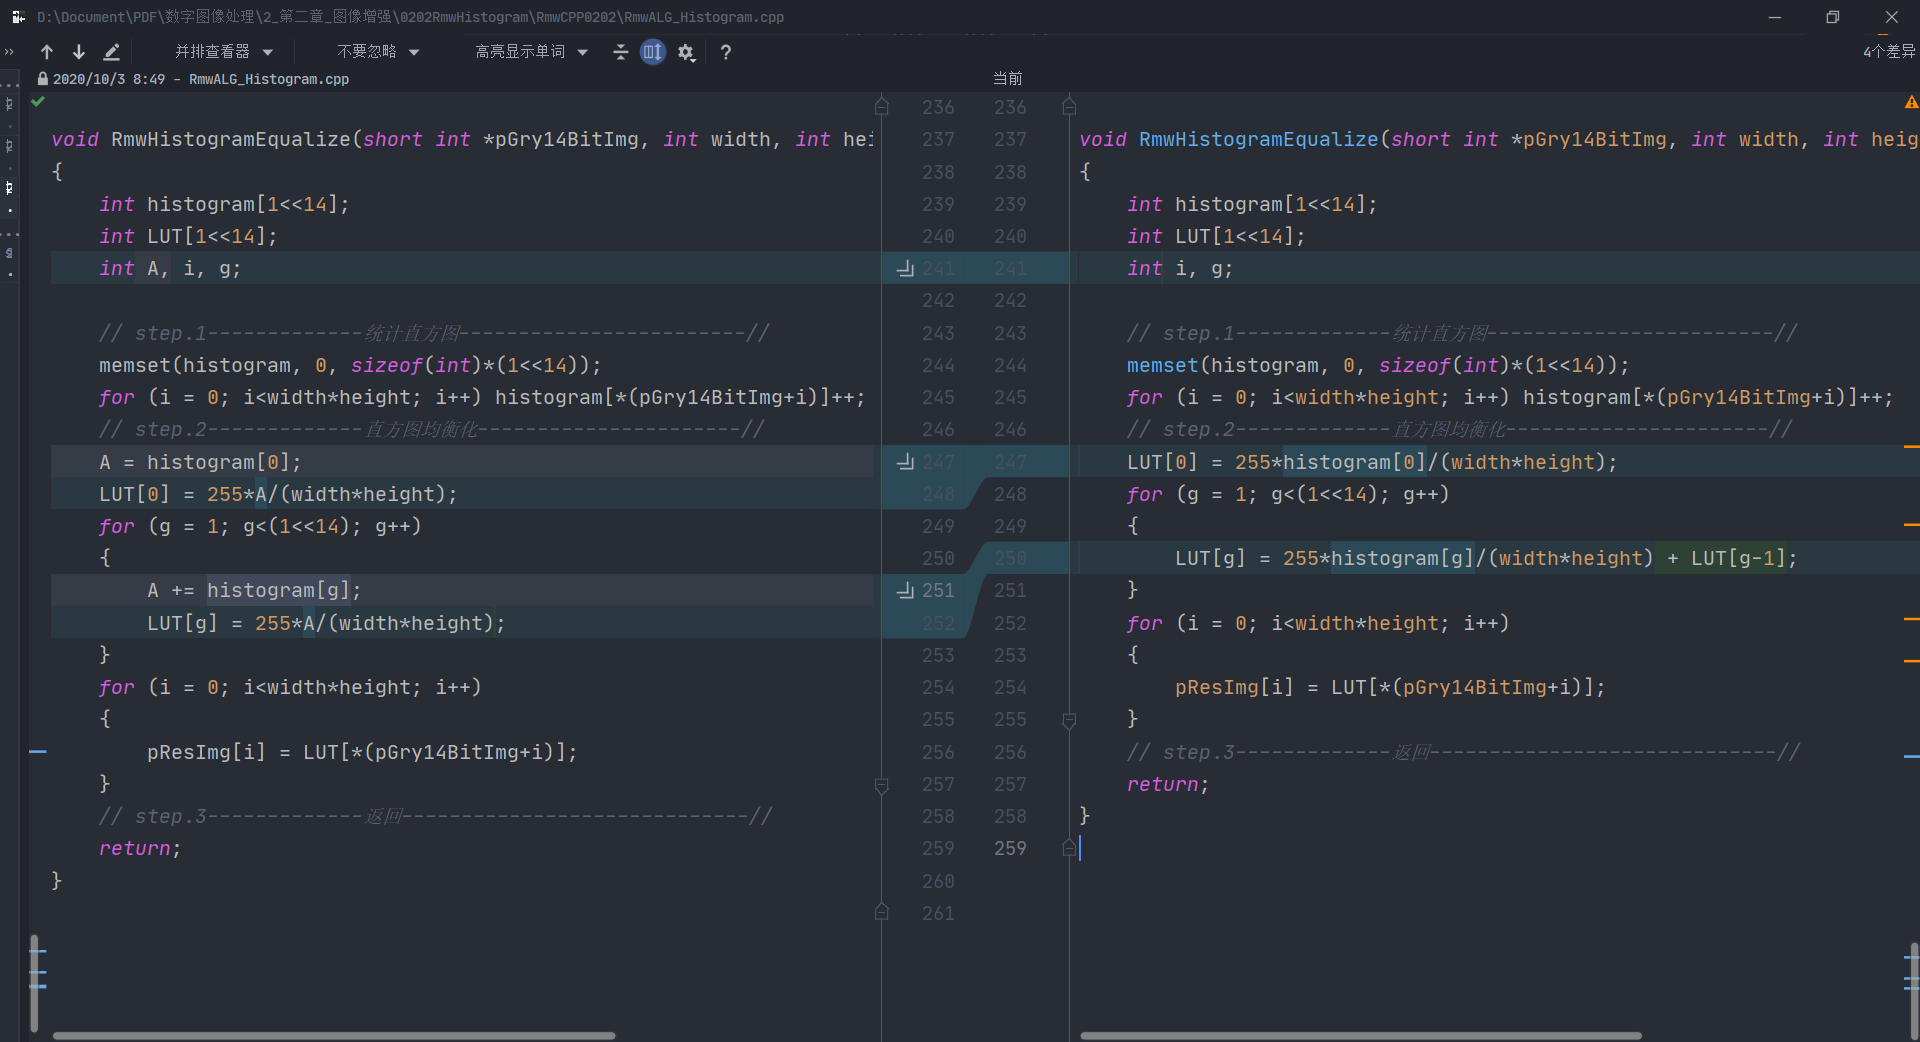 D:\Document\PDF\数字图像处理\2_第二章_图像增强\0202RmwHistogram\RmwCPP0202\RmwALG_Histogram.cpp
并排查看器 不要忽略 高亮显示单词 ? 4个差异
2020/10/3 8:49 - RmwALG_Histogram.cpp
当前
void RmwHistogramEqualize(short int *pGry14BitImg, int width, int hei
{
int histogram[1<<14];
int LUT[1<<14];
int A, i, g;
// step.1-------------统计直方图------------------------//
memset(histogram, 0, sizeof(int)*(1<<14));
for (i = 0; i<width*height; i++) histogram[*(pGry14BitImg+i)]++;
// step.2-------------直方图均衡化----------------------//
A = histogram[0];
LUT[0] = 255*A/(width*height);
for (g = 1; g<(1<<14); g++)
{
A += histogram[g];
LUT[g] = 255*A/(width*height);
}
for (i = 0; i<width*height; i++)
{
pResImg[i] = LUT[*(pGry14BitImg+i)];
}
// step.3-------------返回-----------------------------//
return;
}
236 236
237 237
238 238
239 239
240 240
241 241
242 242
243 243
244 244
245 245
246 246
247 247
248 248
249 249
250 250
251 251
252 252
253 253
254 254
255 255
256 256
257 257
258 258
259 259
260
261
void RmwHistogramEqualize(short int *pGry14BitImg, int width, int heig
{
int histogram[1<<14];
int LUT[1<<14];
int i, g;
// step.1-------------统计直方图------------------------//
memset(histogram, 0, sizeof(int)*(1<<14));
for (i = 0; i<width*height; i++) histogram[*(pGry14BitImg+i)]++;
// step.2-------------直方图均衡化----------------------//
LUT[0] = 255*histogram[0]/(width*height);
for (g = 1; g<(1<<14); g++)
{
LUT[g] = 255*histogram[g]/(width*height) + LUT[g-1];
}
for (i = 0; i<width*height; i++)
{
pResImg[i] = LUT[*(pGry14BitImg+i)];
}
// step.3-------------返回-----------------------------//
return;
}